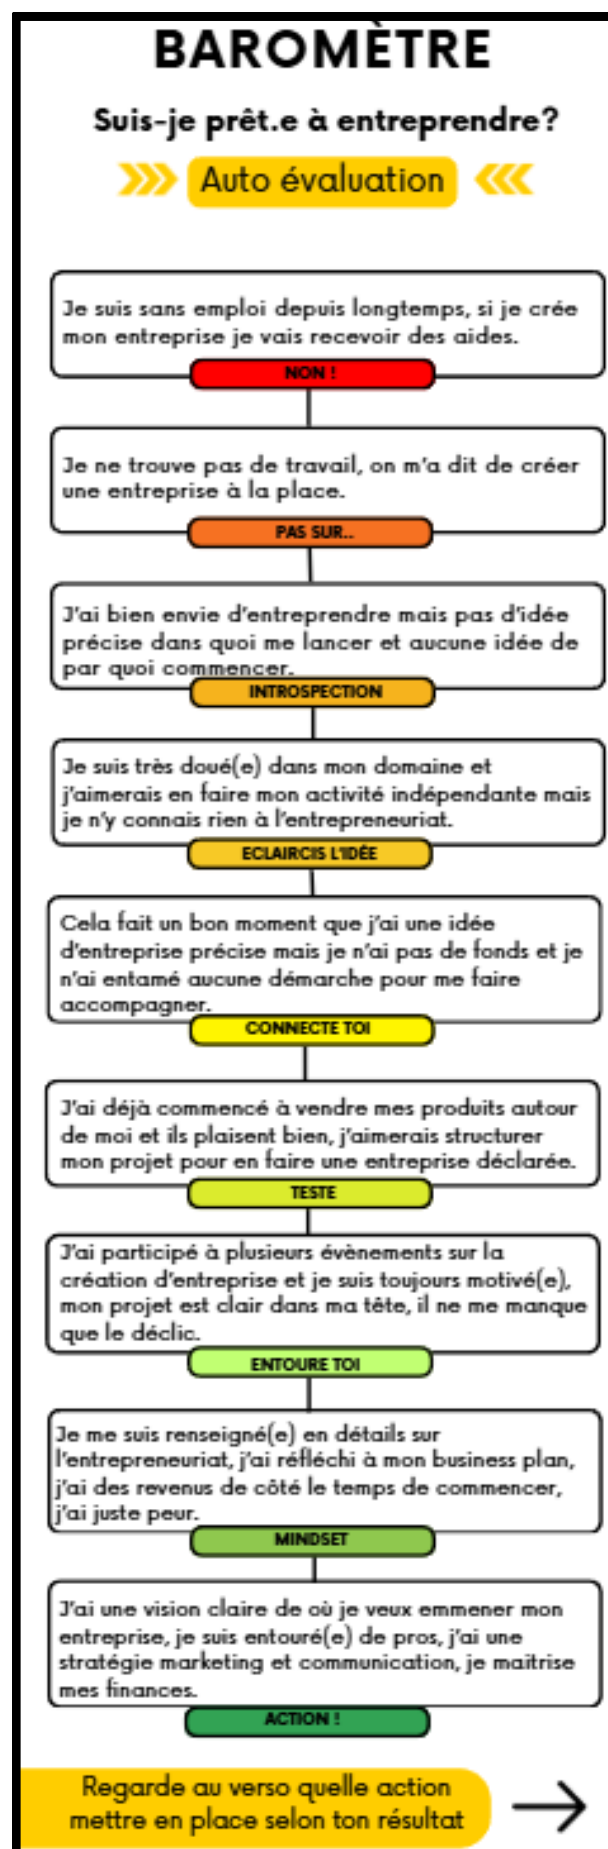 BAROMÈTRE
Suis-je prêt.e à entreprendre?
Auto évaluation
Je suis sans emploi depuis longtemps, si je crée
mon entreprise je vais recevoir des aides.
NON !
Je ne trouve pas de travail, on m'a dit de créer
une entreprise à la place.
PAS SUR..
J'ai bien envie d'entreprendre mais pas d'idée
précise dans quoi me lancer et aucune idée de
par quoi commencer.
INTROSPECTION
Je suis très doué(e) dans mon domaine et
j'aimerais en faire mon activité indépendante mais
je n'y connais rien à l'entrepreneuriat.
ECLAIRCIS L'IDÉE
Cela fait un bon moment que j'ai une idée
d'entreprise précise mais je n'ai pas de fonds et je
n'ai entamé aucune démarche pour me faire
accompagner.
CONNECTE TOI
J'ai déjà commencé à vendre mes produits autour
de moi et ils plaisent bien, j'aimerais structurer
mon projet pour en faire une entreprise déclarée.
TESTE
J'ai participé à plusieurs évènements sur la
création d'entreprise et je suis toujours motivé(e),
mon projet est clair dans ma tête, il ne me manque
que le déclic.
ENTOURE TOI
Je me suis renseigné(e) en détails sur
l'entrepreneuriat, j'ai réfléchi à mon business plan,
j'ai des revenus de côté le temps de commencer,
j'ai juste peur.
MINDSET
J'ai une vision claire de où je veux emmener mon
entreprise, je suis entouré(e) de pros, j'ai une
stratégie marketing et communication, je maitrise
mes finances.
ACTION !
Regarde au verso quelle action
mettre en place selon ton résultat